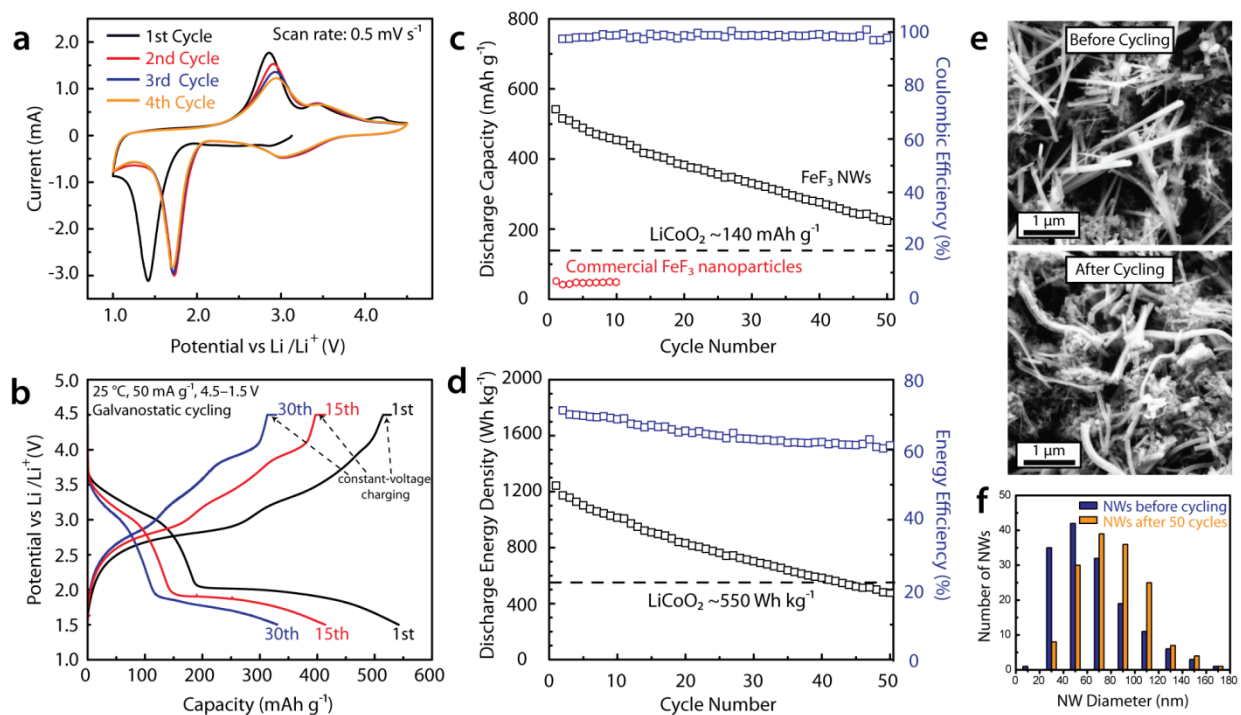 a
1st Cycle
2nd Cycle
3rd Cycle
4th Cycle
Scan rate: 0.5 mV s⁻¹
2.0
1.0
0
-1.0
-2.0
-3.0
Current (mA)
1.0 2.0 3.0 4.0
Potential vs Li /Li⁺ (V)
b
25 °C, 50 mA g⁻¹, 4.5–1.5 V
Galvanostatic cycling
30th 15th 1st
constant-voltage
charging
5.0
4.5
4.0
3.5
3.0
2.5
2.0
1.5
1.0
Potential vs Li /Li⁺ (V)
30th 15th 1st
0 100 200 300 400 500 600
Capacity (mAh g⁻¹)
c
800
600
400
200
0
Discharge Capacity (mAh g⁻¹)
FeF₃ NWs
LiCoO₂ ~140 mAh g⁻¹
Commercial FeF₃ nanoparticles
100
80
60
40
20
0
Coulombic Efficiency (%)
0 10 20 30 40 50
Cycle Number
d
2000
1600
1200
800
400
0
Discharge Energy Density (Wh kg⁻¹)
LiCoO₂ ~550 Wh kg⁻¹
80
60
40
20
0
Energy Efficiency (%)
0 10 20 30 40 50
Cycle Number
e
Before Cycling
1 μm
After Cycling
1 μm
f
NWs before cycling
NWs after 50 cycles
50
40
30
20
10
0
Number of NWs
0 20 40 60 80 100 120 140 160 180
NW Diameter (nm)